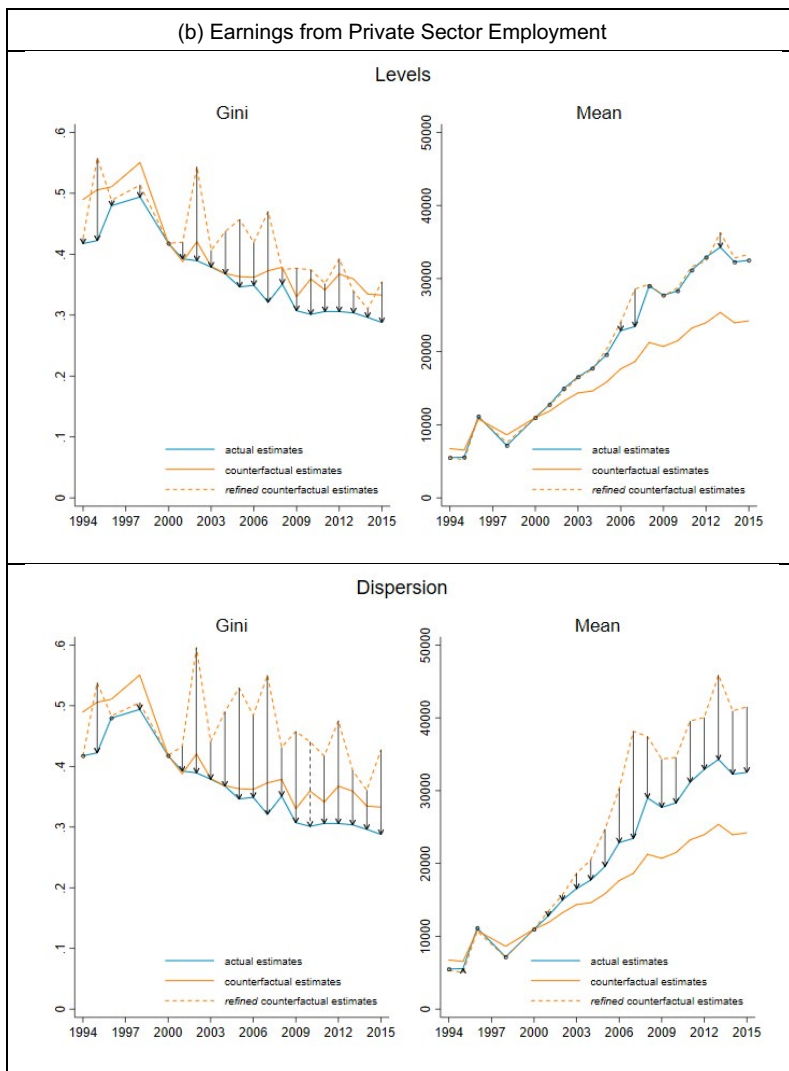 (b) Earnings from Private Sector Employment
Levels
Gini
Mean
.6
.5
.4
.3
.2
.1
0
1994 1997 2000 2003 2006 2009 2012 2015
actual estimates
counterfactual estimates
refined counterfactual estimates
50000
40000
30000
20000
10000
0
1994 1997 2000 2003 2006 2009 2012 2015
actual estimates
counterfactual estimates
refined counterfactual estimates
Dispersion
Gini
Mean
.6
.5
.4
.3
.2
.1
0
1994 1997 2000 2003 2006 2009 2012 2015
actual estimates
counterfactual estimates
refined counterfactual estimates
50000
40000
30000
20000
10000
0
1994 1997 2000 2003 2006 2009 2012 2015
actual estimates
counterfactual estimates
refined counterfactual estimates